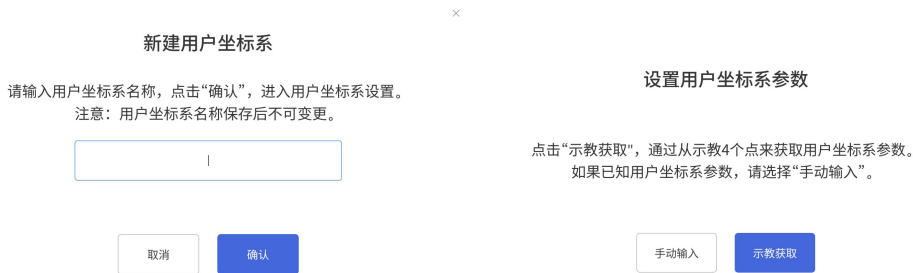 新建用户坐标系
请输入用户坐标系名称，点击“确认”，进入用户坐标系设置。
注意：用户坐标系名称保存后不可变更。
取消
确认
设置用户坐标系参数
点击“示教获取"，通过从示教4个点来获取用户坐标系参数。
如果已知用户坐标系参数，请选择“手动输入”。
手动输入
示教获取